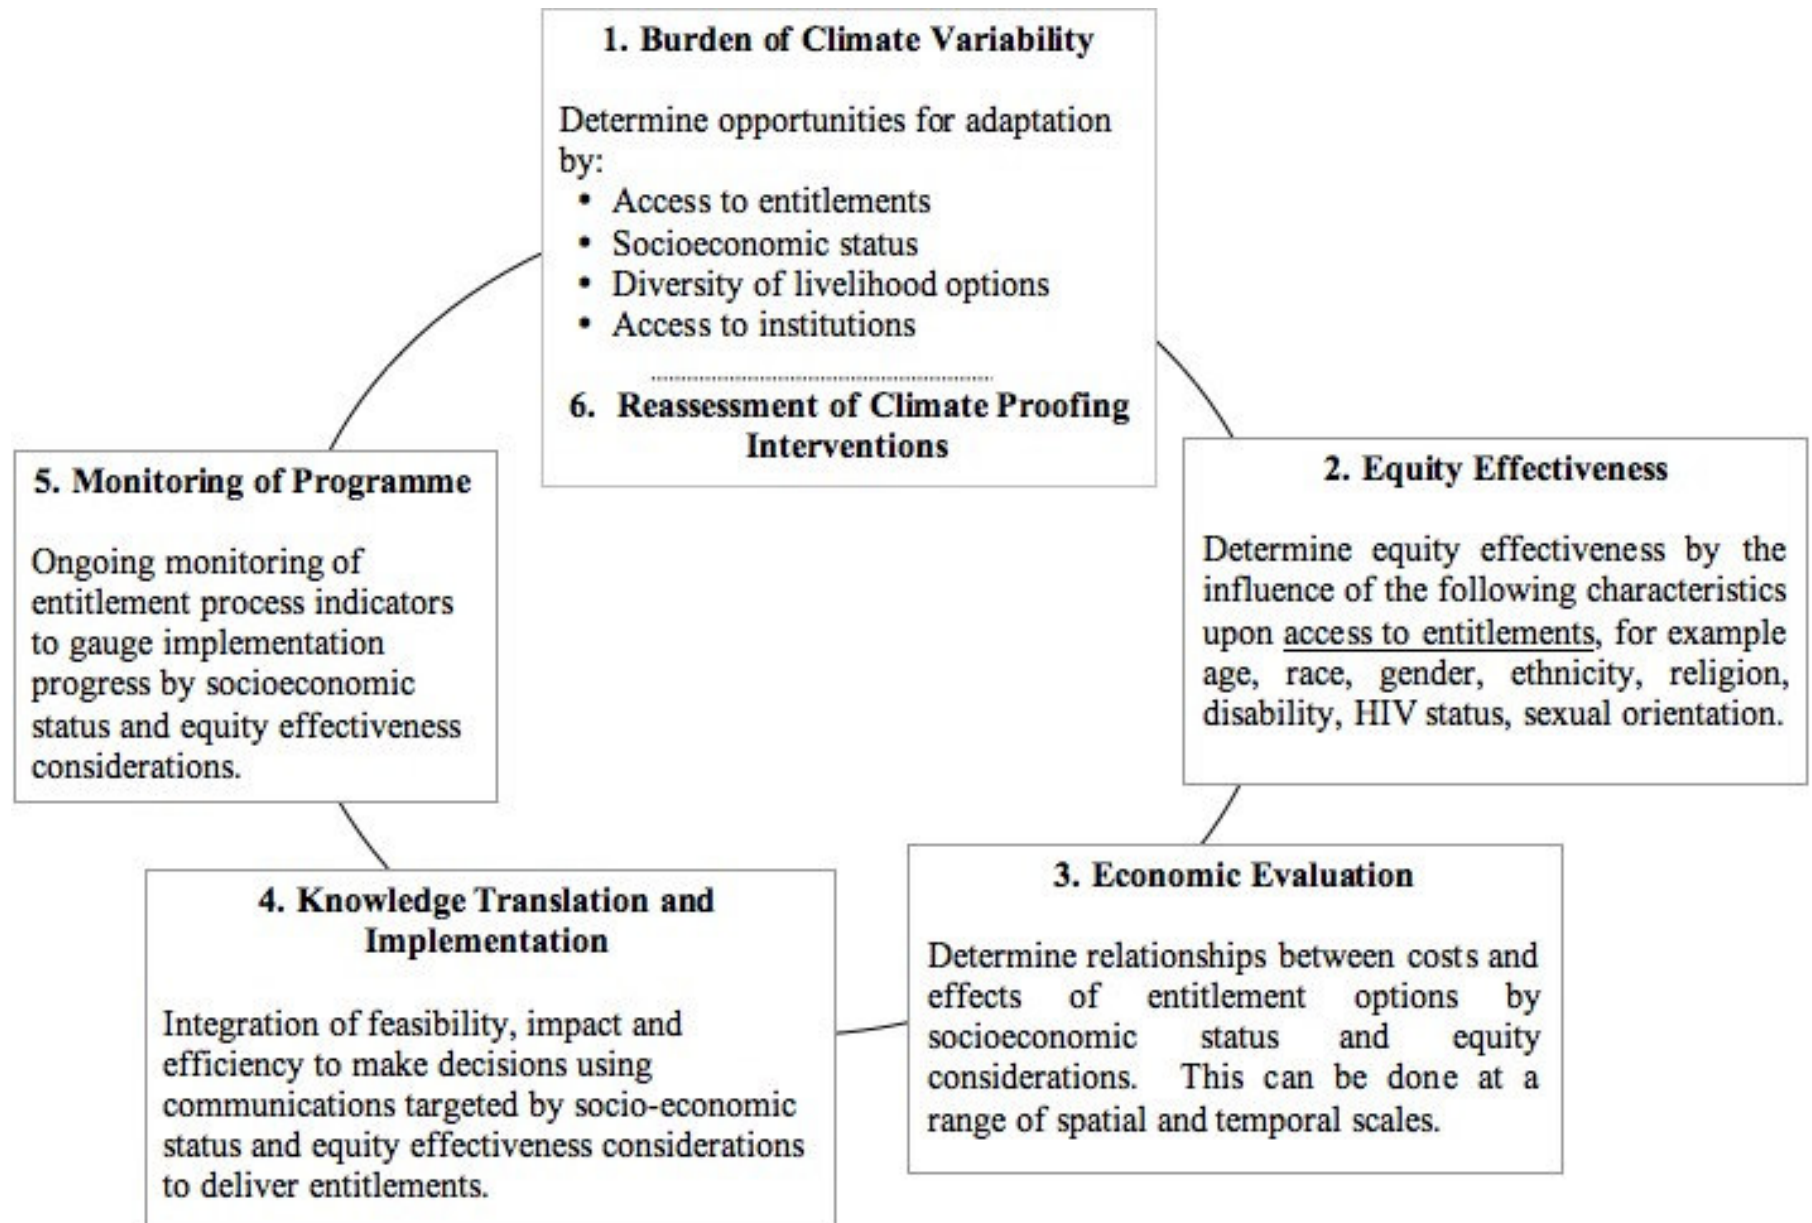 1. Burden of Climate Variability
Determine opportunities for adaptation
by:
• Access to entitlements
• Socioeconomic status
• Diversity of livelihood options
• Access to institutions
6. Reassessment of Climate Proofing
Interventions
2. Equity Effectiveness
Determine equity effectiveness by the
influence of the following characteristics
upon access to entitlements, for example
age, race, gender, ethnicity, religion,
disability, HIV status, sexual orientation.
3. Economic Evaluation
Determine relationships between costs and
effects of entitlement options by
socioeconomic status and equity
considerations. This can be done at a
range of spatial and temporal scales.
4. Knowledge Translation and
Implementation
Integration of feasibility, impact and
efficiency to make decisions using
communications targeted by socio-economic
status and equity effectiveness considerations
to deliver entitlements.
5. Monitoring of Programme
Ongoing monitoring of
entitlement process indicators
to gauge implementation
progress by socioeconomic
status and equity effectiveness
considerations.